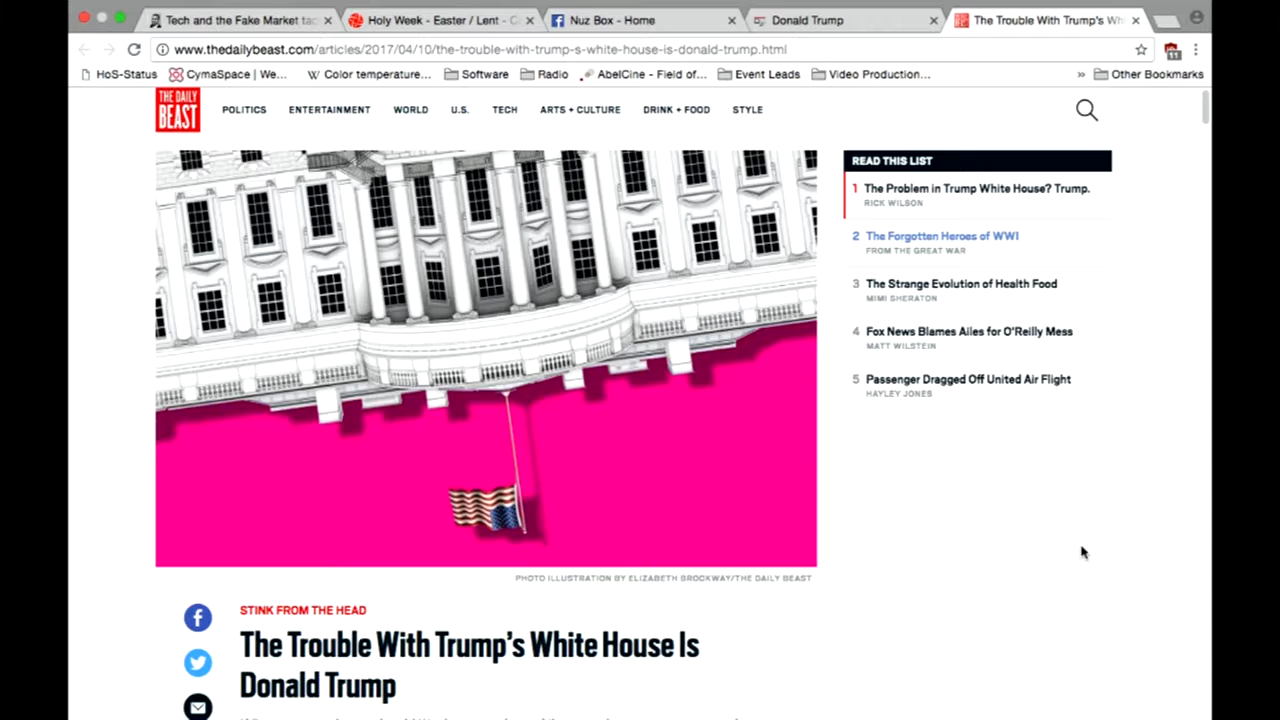 Tech and the Fake Market tac
Holy Week - Easter / Lent - C
Nuz Box - Home
Donald Trump
The Trouble With Trump's Wh
www.thedailybeast.com/articles/2017/04/10/the-trouble-with-trump-s-white-house-is-donald-trump.html
11
HoS-Status
CymaSpace | We...
W Color temperature...
Software
Radio
AbelCine - Field of...
Event Leads
Video Production...
»
Other Bookmarks
THE DAILY
BEAST
POLITICS
ENTERTAINMENT
WORLD
U.S.
TECH
ARTS + CULTURE
DRINK + FOOD
STYLE
READ THIS LIST
1 The Problem in Trump White House? Trump.
RICK WILSON
2 The Forgotten Heroes of WWI
FROM THE GREAT WAR
3 The Strange Evolution of Health Food
MIMI SHERATON
4 Fox News Blames Ailes for O'Reilly Mess
MATT WILSTEIN
5 Passenger Dragged Off United Air Flight
HAYLEY JONES
PHOTO ILLUSTRATION BY ELIZABETH BROCKWAY/THE DAILY BEAST
STINK FROM THE HEAD
The Trouble With Trump's White House Is
Donald Trump